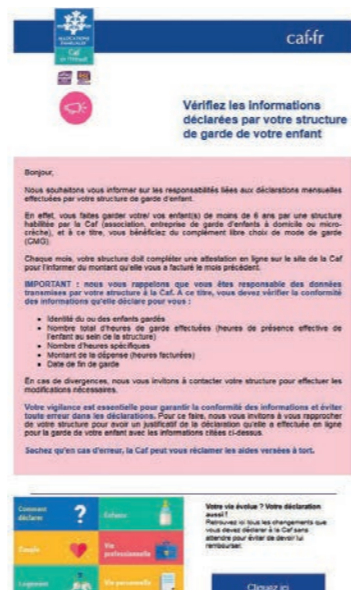 ALLOCATIONS
FAMILIALES
Caf
de l'Hérault
caf·fr
Vérifiez les informations
déclarées par votre structure
de garde de votre enfant
Bonjour,
Nous souhaitons vous informer sur les responsabilités liées aux déclarations mensuelles
effectuées par votre structure de garde d'enfant.
En effet, vous faites garder votre/ vos enfant(s) de moins de 6 ans par une structure
habilitée par la Caf (association, entreprise de garde d'enfants à domicile ou micro-
crèche), et à ce titre, vous bénéficiez du complément libre choix de mode de garde
(CMG).
Chaque mois, votre structure doit compléter une attestation en ligne sur le site de la Caf
pour l'informer du montant qu'elle vous a facturé le mois précédent.
IMPORTANT : nous vous rappelons que vous êtes responsable des données
transmises par votre structure à la Caf. A ce titre, vous devez vérifier la conformité
des informations qu'elle déclare pour vous :
• Identité du ou des enfants gardés
• Nombre total d'heures de garde effectuées (heures de présence effective de
l'enfant au sein de la structure)
• Nombre d'heures spécifiques
• Montant de la dépense (heures facturées)
• Date de fin de garde
En cas de divergences, nous vous invitons à contacter votre structure pour effectuer les
modifications nécessaires.
Votre vigilance est essentielle pour garantir la conformité des informations et éviter
toute erreur dans les déclarations. Pour ce faire, nous vous invitons à vous rapprocher
de votre structure pour avoir un justificatif de la déclaration qu'elle a effectuée en ligne
pour la garde de votre enfant avec les informations citées ci-dessus.
Sachez qu'en cas d'erreur, la Caf peut vous réclamer les aides versées à tort.
Comment
déclarer
?
Enfance
Couple
Vie
professionnelle
Logement
Vie personnelle
Votre vie évolue ? Votre déclaration
aussi !
Retrouvez ici tous les changements que
vous devez déclarer à la Caf sans
attendre pour éviter de devoir lui
rembourser.
Cliquez ici